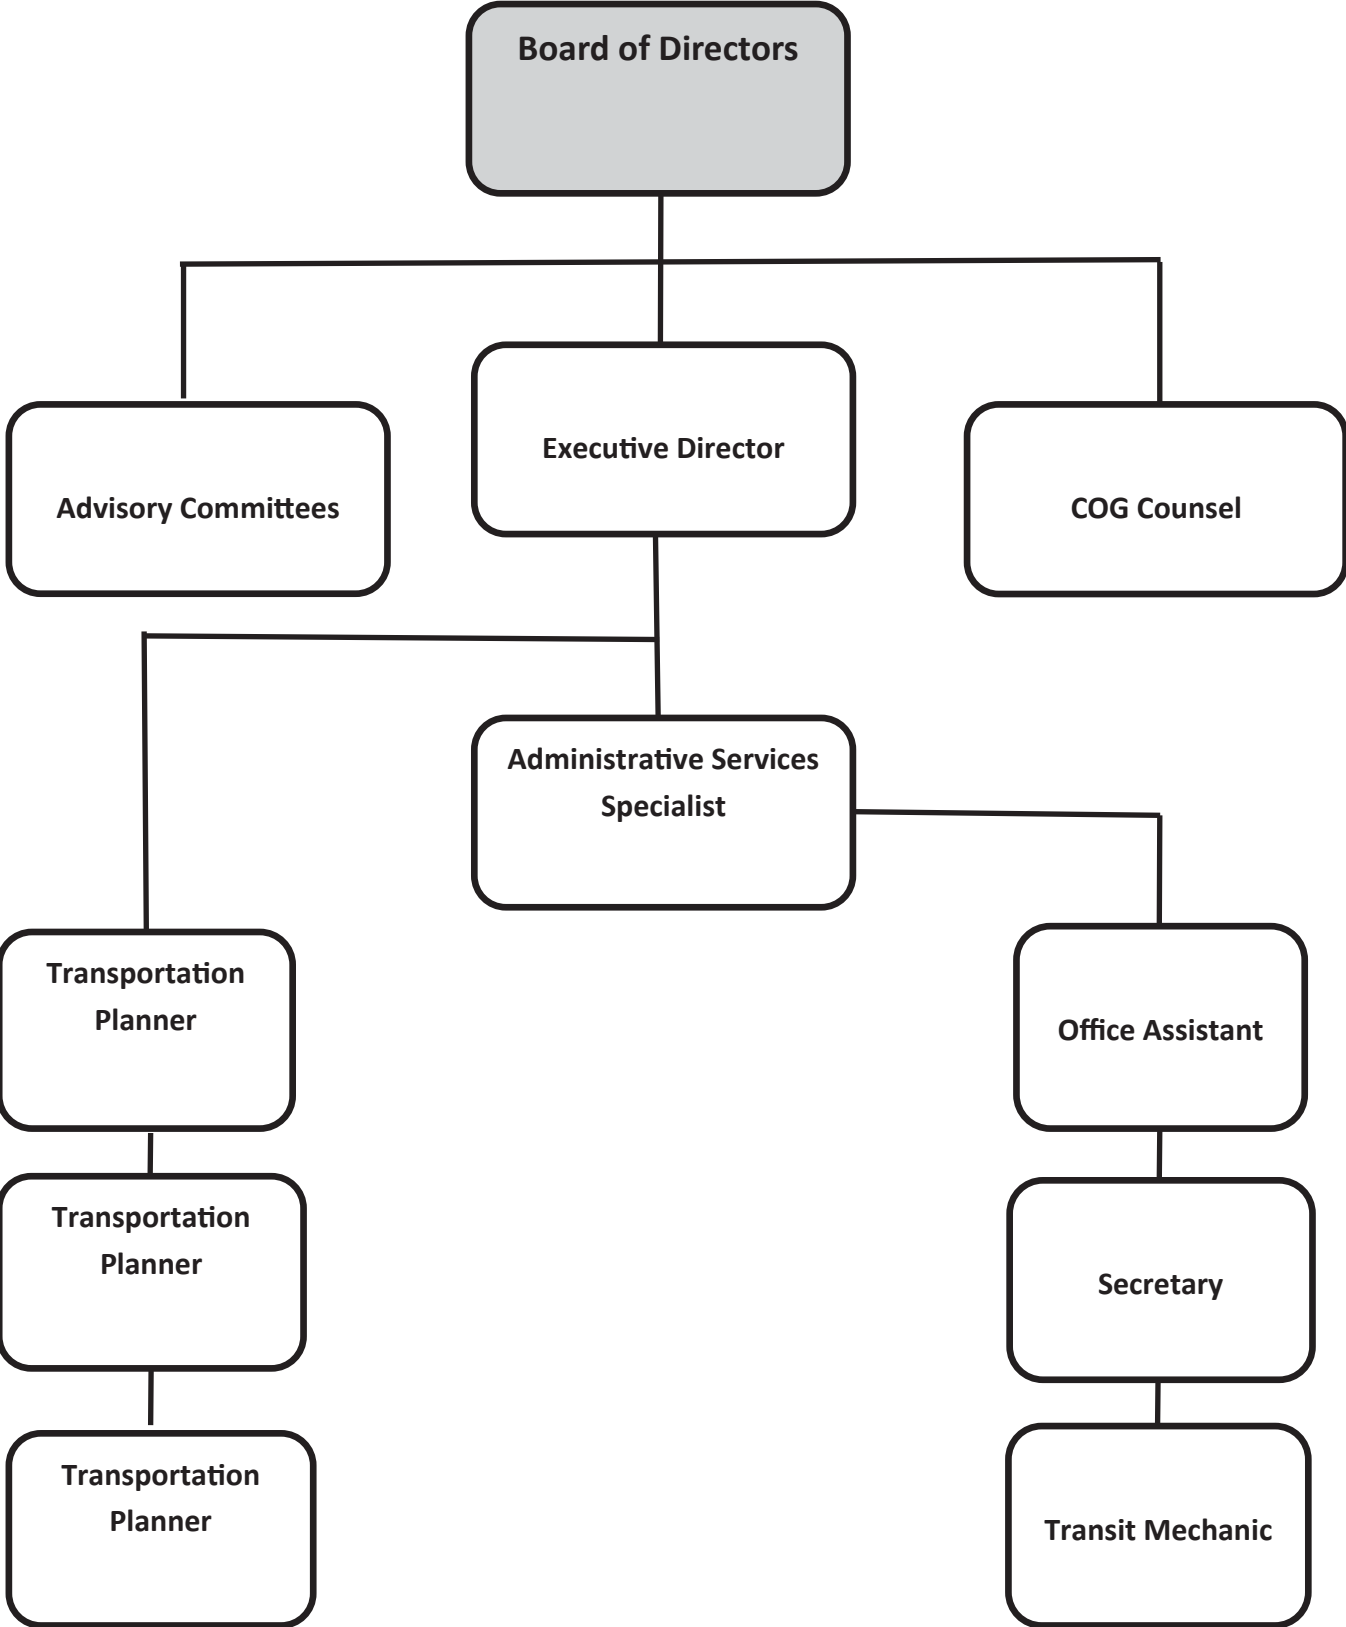 Board of Directors
Executive Director
Advisory Committees
COG Counsel
Administrative Services
Specialist
Transportation
Planner
Office Assistant
Transportation
Planner
Secretary
Transportation
Planner
Transit Mechanic